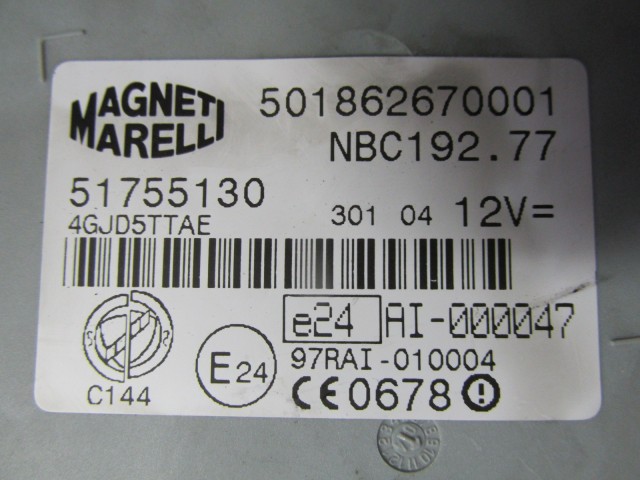 MAGNETI
MARELLI
501862670001
NBC192.77
51755130
4GJD5TTAE
301 04 12V=
e24 AI-000047
E24
97RAI-010004
C144
CE0678